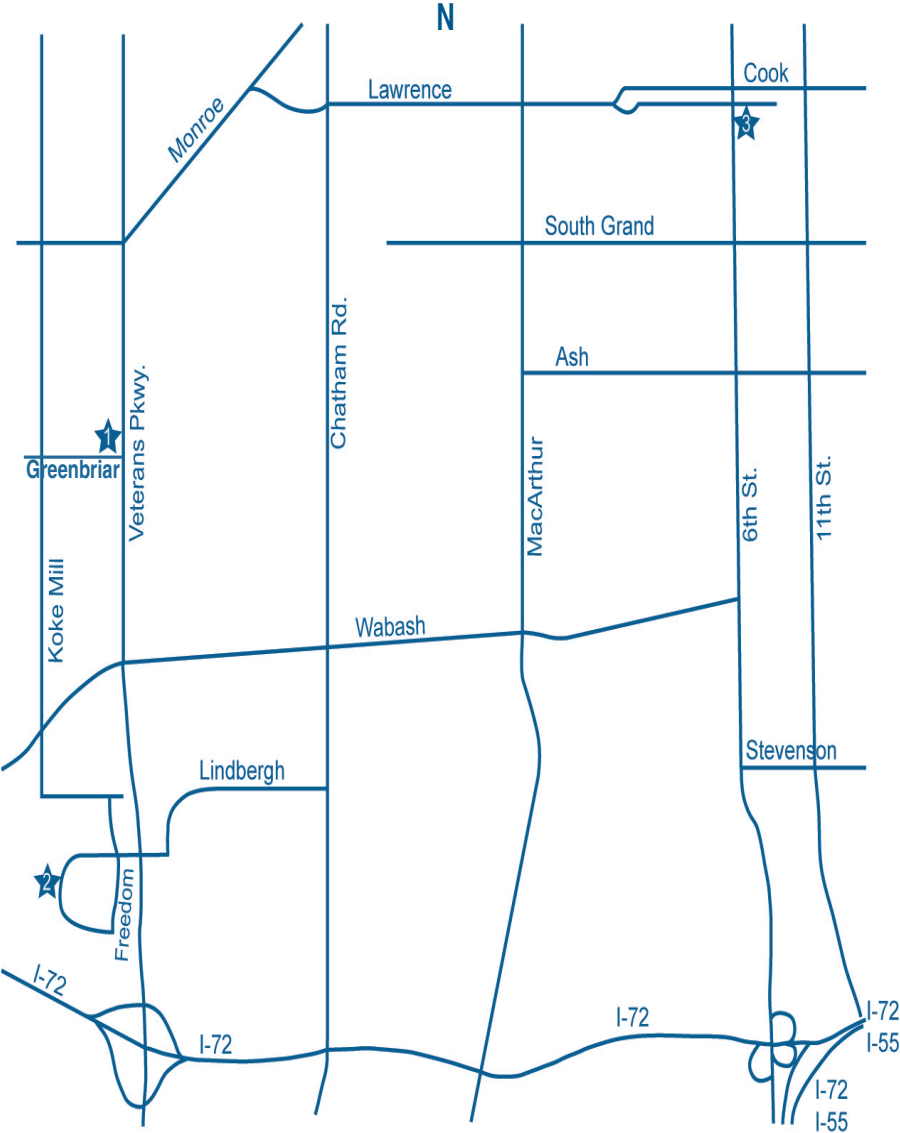 N
Cook
Lawrence
3
Monroe
South Grand
Chatham Rd.
Ash
Veterans Pkwy.
1
Greenbriar
MacArthur
6th St.
11th St.
Koke Mill
Wabash
Stevenson
Lindbergh
2
Freedom
I-72
I-72
I-72
I-72
I-55
I-72
I-55